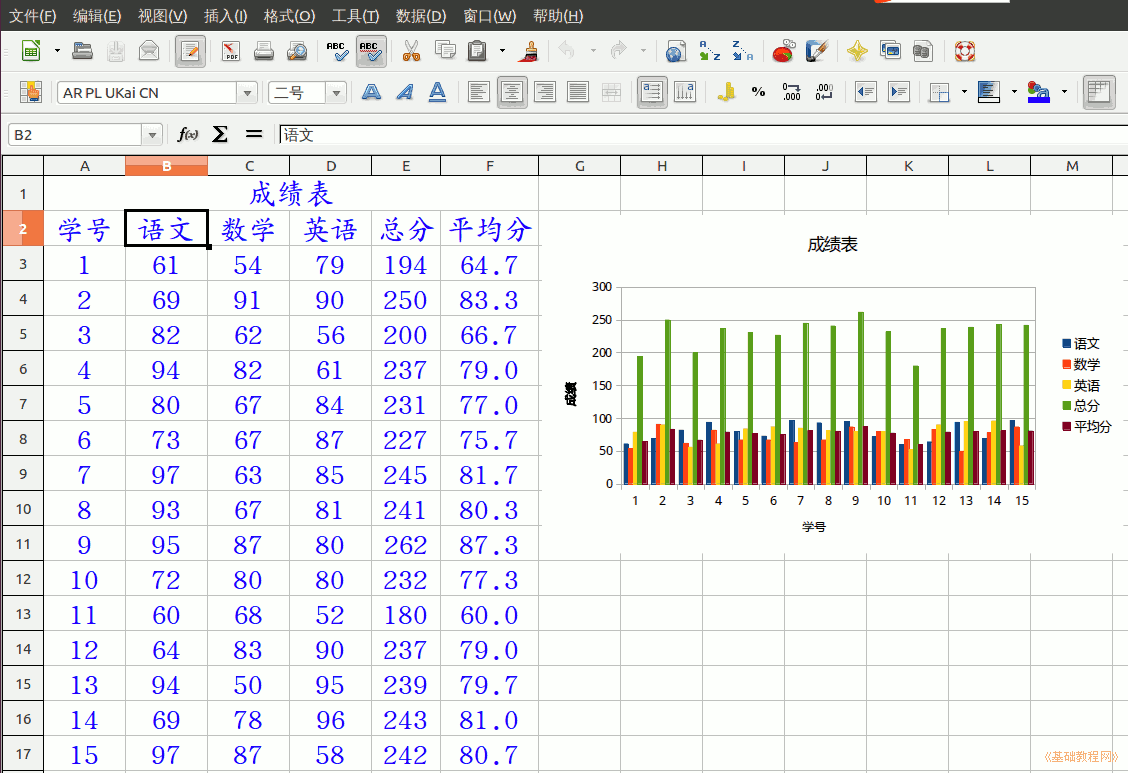 文件(F) 编辑(E) 视图(V) 插入(I) 格式(O) 工具(T) 数据(D) 窗口(W) 帮助(H)
PDF ABC ABC A Z Z A
AR PL UKai CN 二号 A A A % 0.000 0.00
B2 f(x) Σ = 语文
A B C D E F G H I J K L M
1 成绩表
2 学号 语文 数学 英语 总分 平均分
3 1 61 54 79 194 64.7
4 2 69 91 90 250 83.3
5 3 82 62 56 200 66.7
6 4 94 82 61 237 79.0
7 5 80 67 84 231 77.0
8 6 73 67 87 227 75.7
9 7 97 63 85 245 81.7
10 8 93 67 81 241 80.3
11 9 95 87 80 262 87.3
12 10 72 80 80 232 77.3
13 11 60 68 52 180 60.0
14 12 64 83 90 237 79.0
15 13 94 50 95 239 79.7
16 14 69 78 96 243 81.0
17 15 97 87 58 242 80.7
成绩表
成绩
300
250
200
150
100
50
0
1 2 3 4 5 6 7 8 9 10 11 12 13 14 15
学号
语文
数学
英语
总分
平均分
《基础教程网》